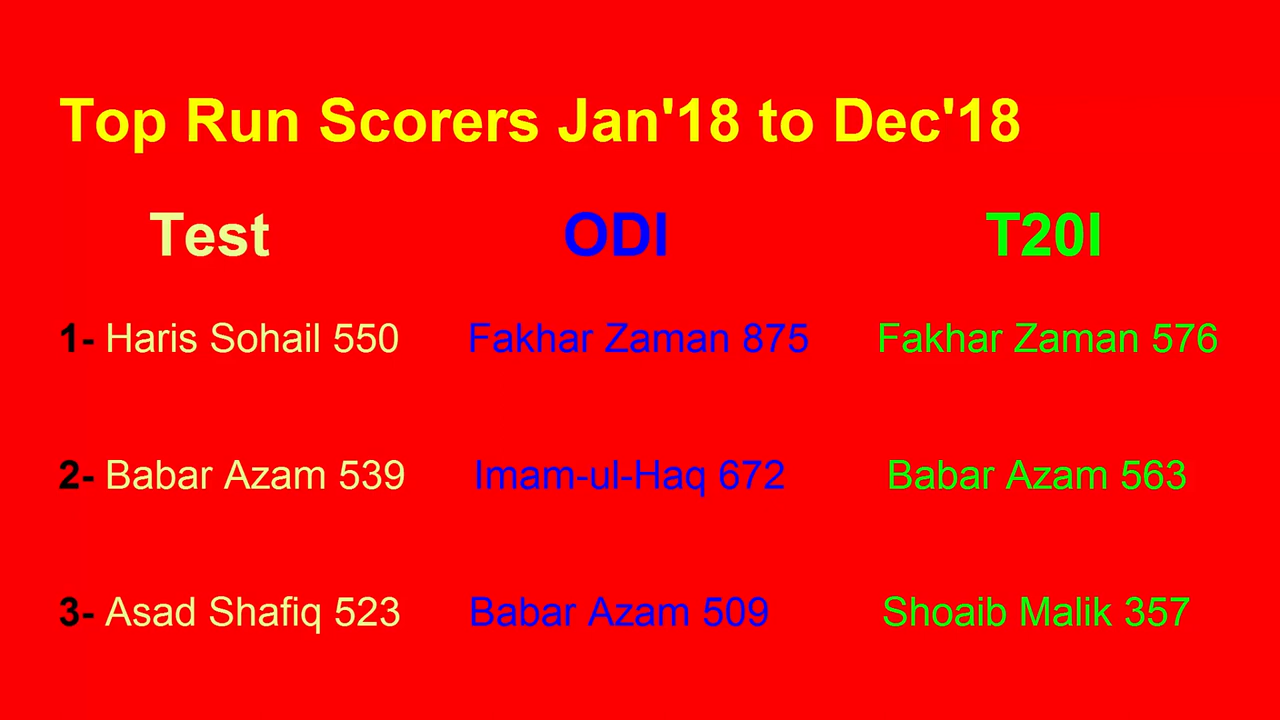 Top Run Scorers Jan'18 to Dec'18
Test ODI T20I
1- Haris Sohail 550 Fakhar Zaman 875 Fakhar Zaman 576
2- Babar Azam 539 Imam-ul-Haq 672 Babar Azam 563
3- Asad Shafiq 523 Babar Azam 509 Shoaib Malik 357